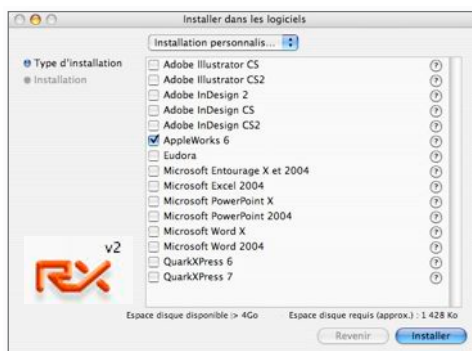 Installer dans les logiciels
Installation personnalis...
Type d'installation
Installation
Adobe Illustrator CS
Adobe Illustrator CS2
Adobe InDesign 2
Adobe InDesign CS
Adobe InDesign CS2
AppleWorks 6
Eudora
Microsoft Entourage X et 2004
Microsoft Excel 2004
Microsoft PowerPoint X
Microsoft PowerPoint 2004
Microsoft Word X
Microsoft Word 2004
QuarkXPress 6
QuarkXPress 7
v2
RX
Espace disque disponible :> 4Go Espace disque requis (approx.) : 1 428 Ko
Revenir Installer